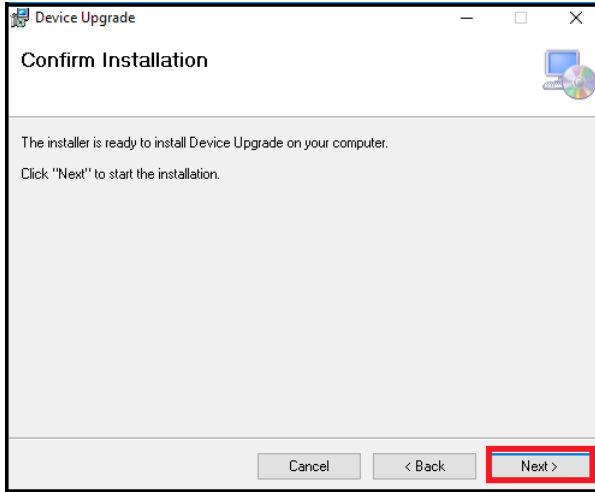 Device Upgrade
Confirm Installation
The installer is ready to install Device Upgrade on your computer.
Click "Next" to start the installation.
Cancel
< Back
Next >